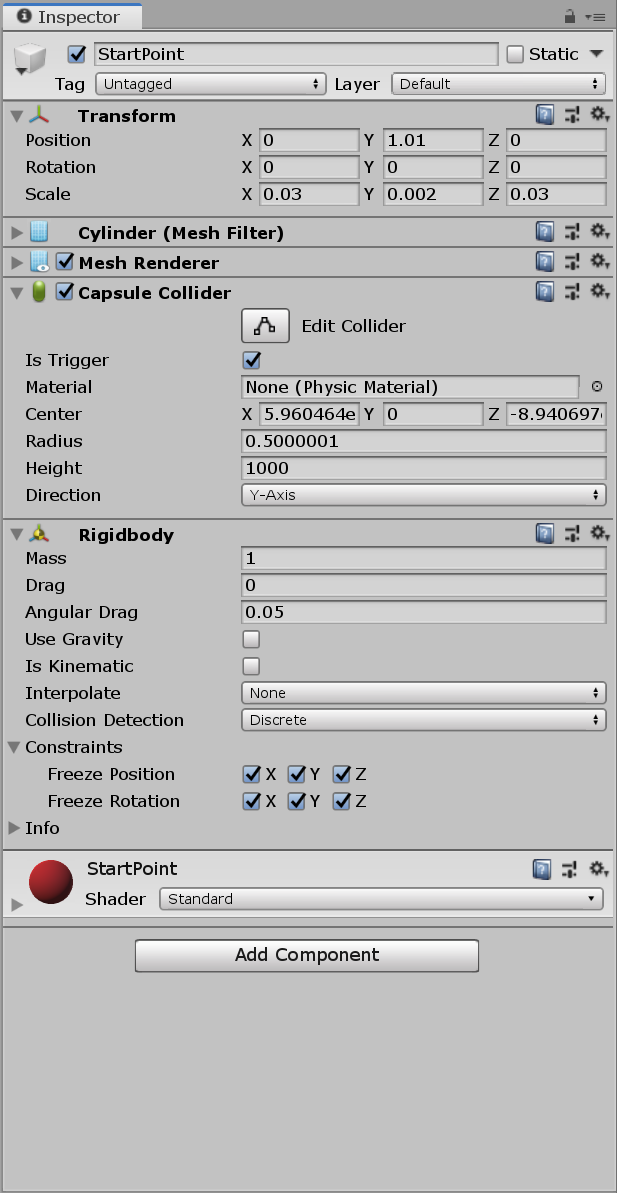 Inspector
StartPoint Static
Tag Untagged Layer Default
Transform
Position X 0 Y 1.01 Z 0
Rotation X 0 Y 0 Z 0
Scale X 0.03 Y 0.002 Z 0.03
Cylinder (Mesh Filter)
Mesh Renderer
Capsule Collider
Edit Collider
Is Trigger
Material None (Physic Material)
Center X 5.960464e Y 0 Z -8.940697
Radius 0.5000001
Height 1000
Direction Y-Axis
Rigidbody
Mass 1
Drag 0
Angular Drag 0.05
Use Gravity
Is Kinematic
Interpolate None
Collision Detection Discrete
Constraints
Freeze Position X Y Z
Freeze Rotation X Y Z
Info
StartPoint
Shader Standard
Add Component